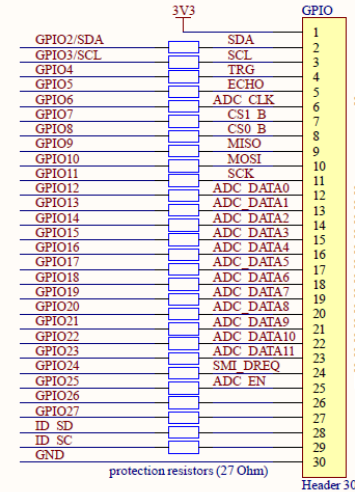 3V3 GPIO
1
GPIO2/SDA SDA 2
GPIO3/SCL SCL 3
GPIO4 TRG 4
GPIO5 ECHO 5
GPIO6 ADC_CLK 6
GPIO7 CS1_B 7
GPIO8 CS0_B 8
GPIO9 MISO 9
GPIO10 MOSI 10
GPIO11 SCK 11
GPIO12 ADC_DATA0 12
GPIO13 ADC_DATA1 13
GPIO14 ADC_DATA2 14
GPIO15 ADC_DATA3 15
GPIO16 ADC_DATA4 16
GPIO17 ADC_DATA5 17
GPIO18 ADC_DATA6 18
GPIO19 ADC_DATA7 19
GPIO20 ADC_DATA8 20
GPIO21 ADC_DATA9 21
GPIO22 ADC_DATA10 22
GPIO23 ADC_DATA11 23
GPIO24 SMI_DREQ 24
GPIO25 ADC_EN 25
GPIO26 26
GPIO27 27
ID_SD 28
ID_SC 29
GND 30
protection resistors (27 Ohm)
Header 30